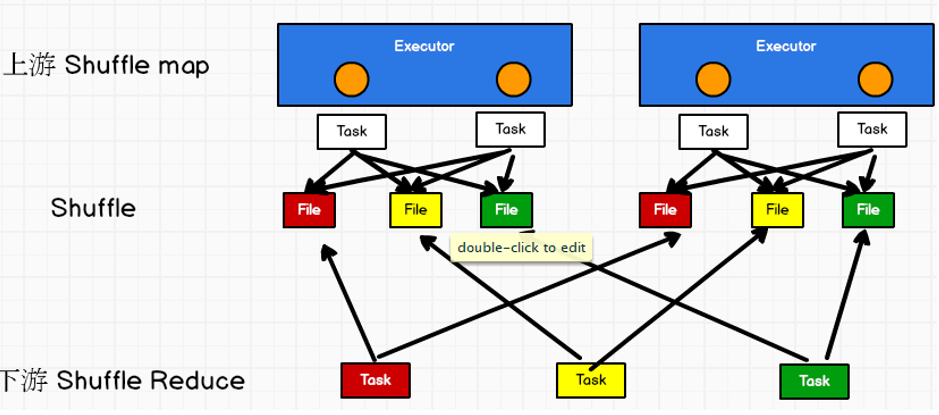 Executor
Executor
上游 Shuffle map
Task
Task
Task
Task
Shuffle
File
File
File
File
File
File
double-click to edit
下游 Shuffle Reduce
Task
Task
Task